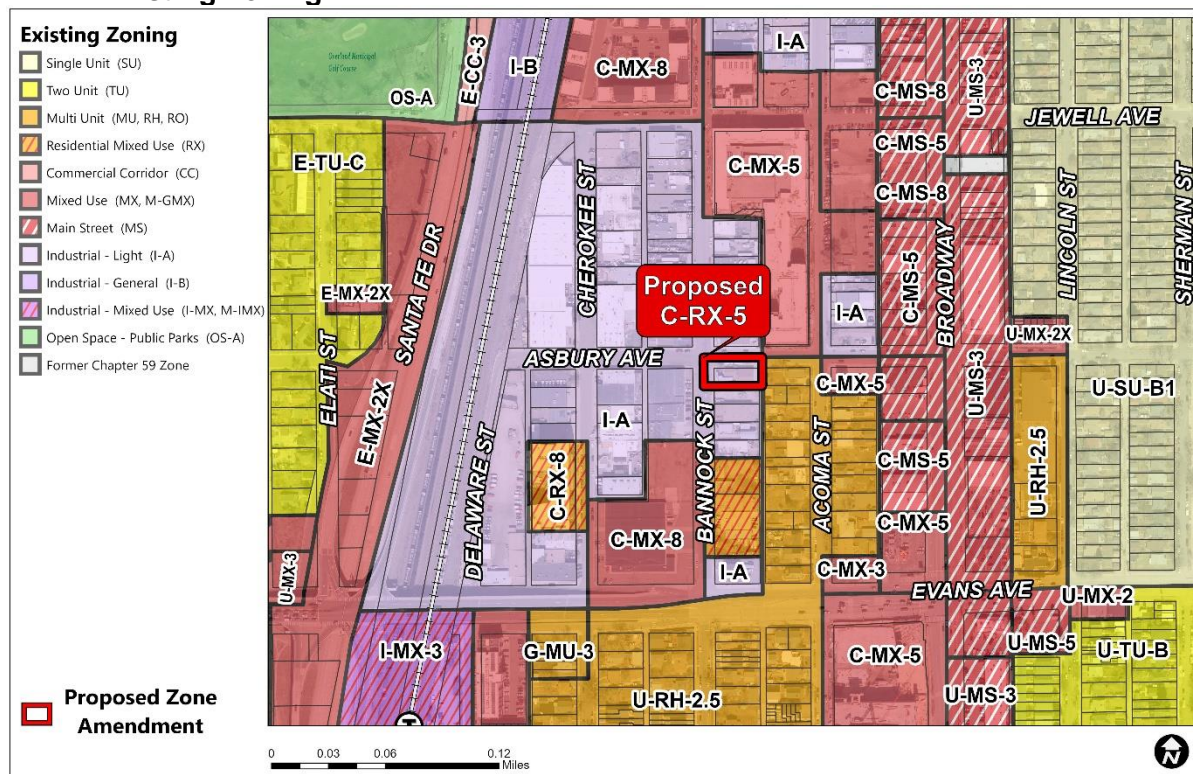 Existing Zoning
Single Unit (SU)
Two Unit (TU)
Multi Unit (MU, RH, RO)
Residential Mixed Use (RX)
Commercial Corridor (CC)
Mixed Use (MX, M-GMX)
Main Street (MS)
Industrial - Light (I-A)
Industrial - General (I-B)
Industrial - Mixed Use (I-MX, M-IMX)
Open Space - Public Parks (OS-A)
Former Chapter 59 Zone
Proposed Zone
Amendment
Overland Municipal
Golf Course
OS-A
E-CC-3
I-B
C-MX-8
I-A
C-MS-8
U-MS-3
JEWELL AVE
E-TU-C
C-MX-5
C-MS-5
C-MS-8
CHEROKEE ST
LINCOLN ST
SHERMAN ST
SANTA FE DR
BROADWAY
E-MX-2X
Proposed
C-RX-5
I-A
C-MS-5
U-MX-2X
ASBURY AVE
ELATI ST
E-MX-2X
C-MX-5
U-MS-3
U-SU-B1
I-A
BANNOCK ST
ACOMA ST
DELAWARE ST
C-RX-8
C-MS-5
U-RH-2.5
C-MX-8
C-MX-5
I-A
C-MX-3
EVANS AVE
U-MX-3
U-MX-2
I-MX-3
G-MU-3
C-MX-5
U-MS-5
U-TU-B
U-RH-2.5
U-MS-3
T
0 0.03 0.06 0.12
Miles
N